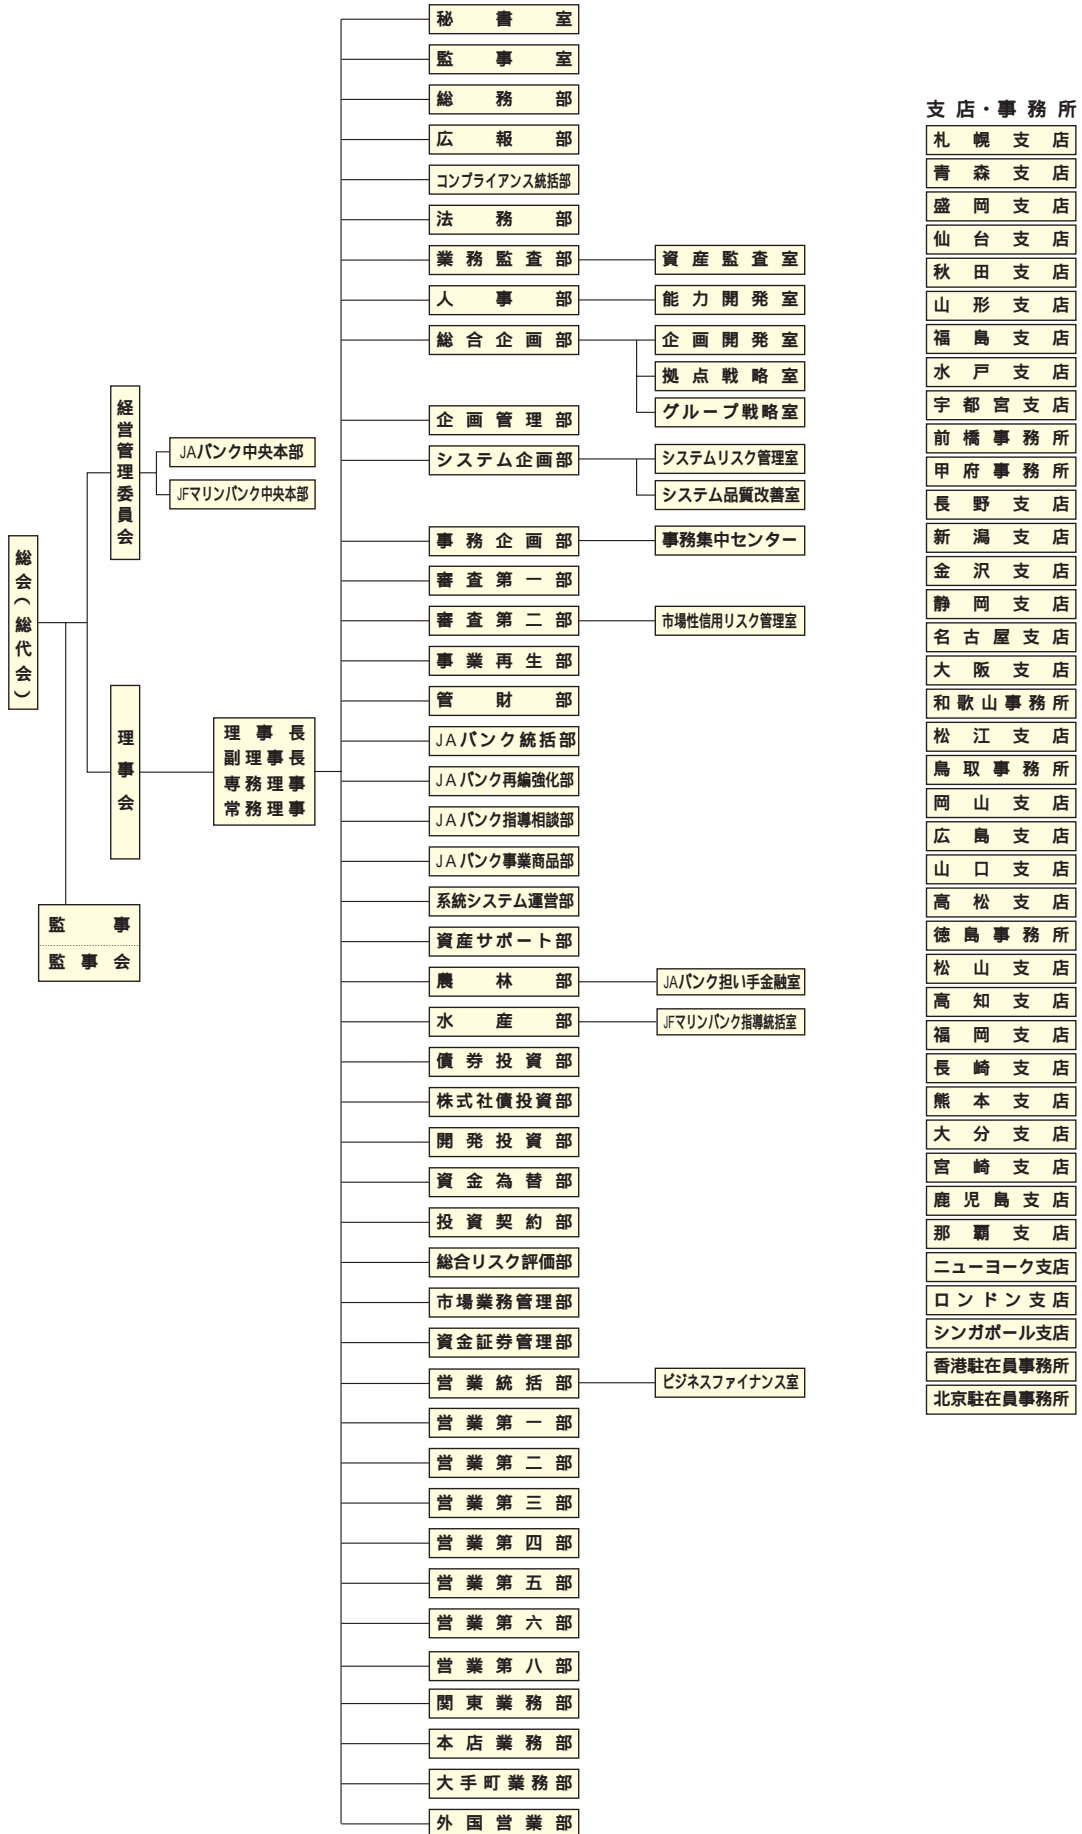 総会(総代会)
経営管理委員会
JAバンク中央本部
JFマリンバンク中央本部
理事会
理事長
副理事長
専務理事
常務理事
監事
監事会
秘書室
監事室
総務部
広報部
コンプライアンス統括部
法務部
業務監査部
資産監査室
人事部
能力開発室
総合企画部
企画開発室
拠点戦略室
グループ戦略室
企画管理部
システム企画部
システムリスク管理室
システム品質改善室
事務企画部
事務集中センター
審査第一部
審査第二部
市場性信用リスク管理室
事業再生部
管財部
JAバンク統括部
JAバンク再編強化部
JAバンク指導相談部
JAバンク事業商品部
系統システム運営部
資産サポート部
農林部
JAバンク担い手金融室
水産部
JFマリンバンク指導統括室
債券投資部
株式社債投資部
開発投資部
資金為替部
投資契約部
総合リスク評価部
市場業務管理部
資金証券管理部
営業統括部
ビジネスファイナンス室
営業第一部
営業第二部
営業第三部
営業第四部
営業第五部
営業第六部
営業第八部
関東業務部
本店業務部
大手町業務部
外国営業部
支店・事務所
札幌支店
青森支店
盛岡支店
仙台支店
秋田支店
山形支店
福島支店
水戸支店
宇都宮支店
前橋事務所
甲府事務所
長野支店
新潟支店
金沢支店
静岡支店
名古屋支店
大阪支店
和歌山事務所
松江支店
鳥取事務所
岡山支店
広島支店
山口支店
高松支店
徳島事務所
松山支店
高知支店
福岡支店
長崎支店
熊本支店
大分支店
宮崎支店
鹿児島支店
那覇支店
ニューヨーク支店
ロンドン支店
シンガポール支店
香港駐在員事務所
北京駐在員事務所